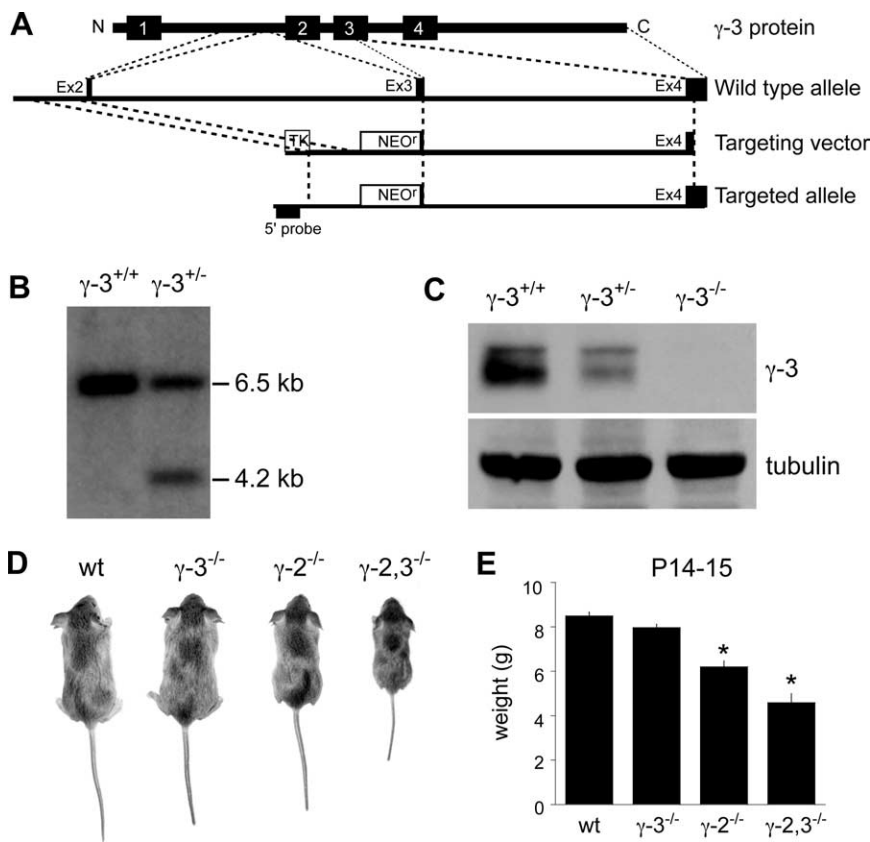 A
N 1 2 3 4 C γ-3 protein
Ex2 Ex3 Ex4 Wild type allele
TK NEOʳ Ex4 Targeting vector
NEOʳ Ex4 Targeted allele
5' probe
B
γ-3⁺/⁺ γ-3⁺/⁻
6.5 kb
4.2 kb
C
γ-3⁺/⁺ γ-3⁺/⁻ γ-3⁻/⁻
γ-3
tubulin
D
wt γ-3⁻/⁻ γ-2⁻/⁻ γ-2,3⁻/⁻
E
P14-15
weight (g)
10
8
6
4
2
0
* *
wt γ-3⁻/⁻ γ-2⁻/⁻ γ-2,3⁻/⁻